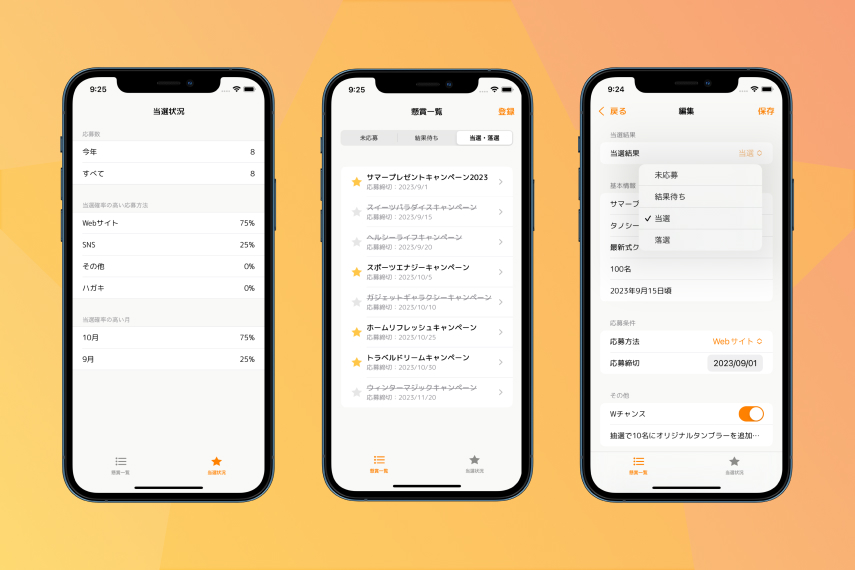 9:25
当選状況
応募数
今年 8
すべて 8
当選確率の高い応募方法
Webサイト 75%
SNS 25%
その他 0%
ハガキ 0%
当選確率の高い月
10月 75%
9月 25%
懸賞一覧 当選状況
9:25
懸賞一覧 登録
未応募 結果待ち 当選・落選
サマープレゼントキャンペーン2023
応募締切：2023/9/1
スイーツパラダイスキャンペーン
応募締切：2023/9/15
ヘルシーライフキャンペーン
応募締切：2023/9/20
スポーツエナジーキャンペーン
応募締切：2023/10/5
ガジェットギャラクシーキャンペーン
応募締切：2023/10/10
ホームリフレッシュキャンペーン
応募締切：2023/10/25
トラベルドリームキャンペーン
応募締切：2023/10/30
ウィンターマジックキャンペーン
応募締切：2023/11/20
懸賞一覧 当選状況
9:24
戻る 編集 保存
当選結果
当選結果 当選
未応募
結果待ち
当選
落選
基本情報
サマープ
タノシー
最新式ク
100名
2023年9月15日頃
応募条件
応募方法 Webサイト
応募締切 2023/09/01
その他
Wチャンス
抽選で10名にオリジナルタンブラーを追加…
懸賞一覧 当選状況